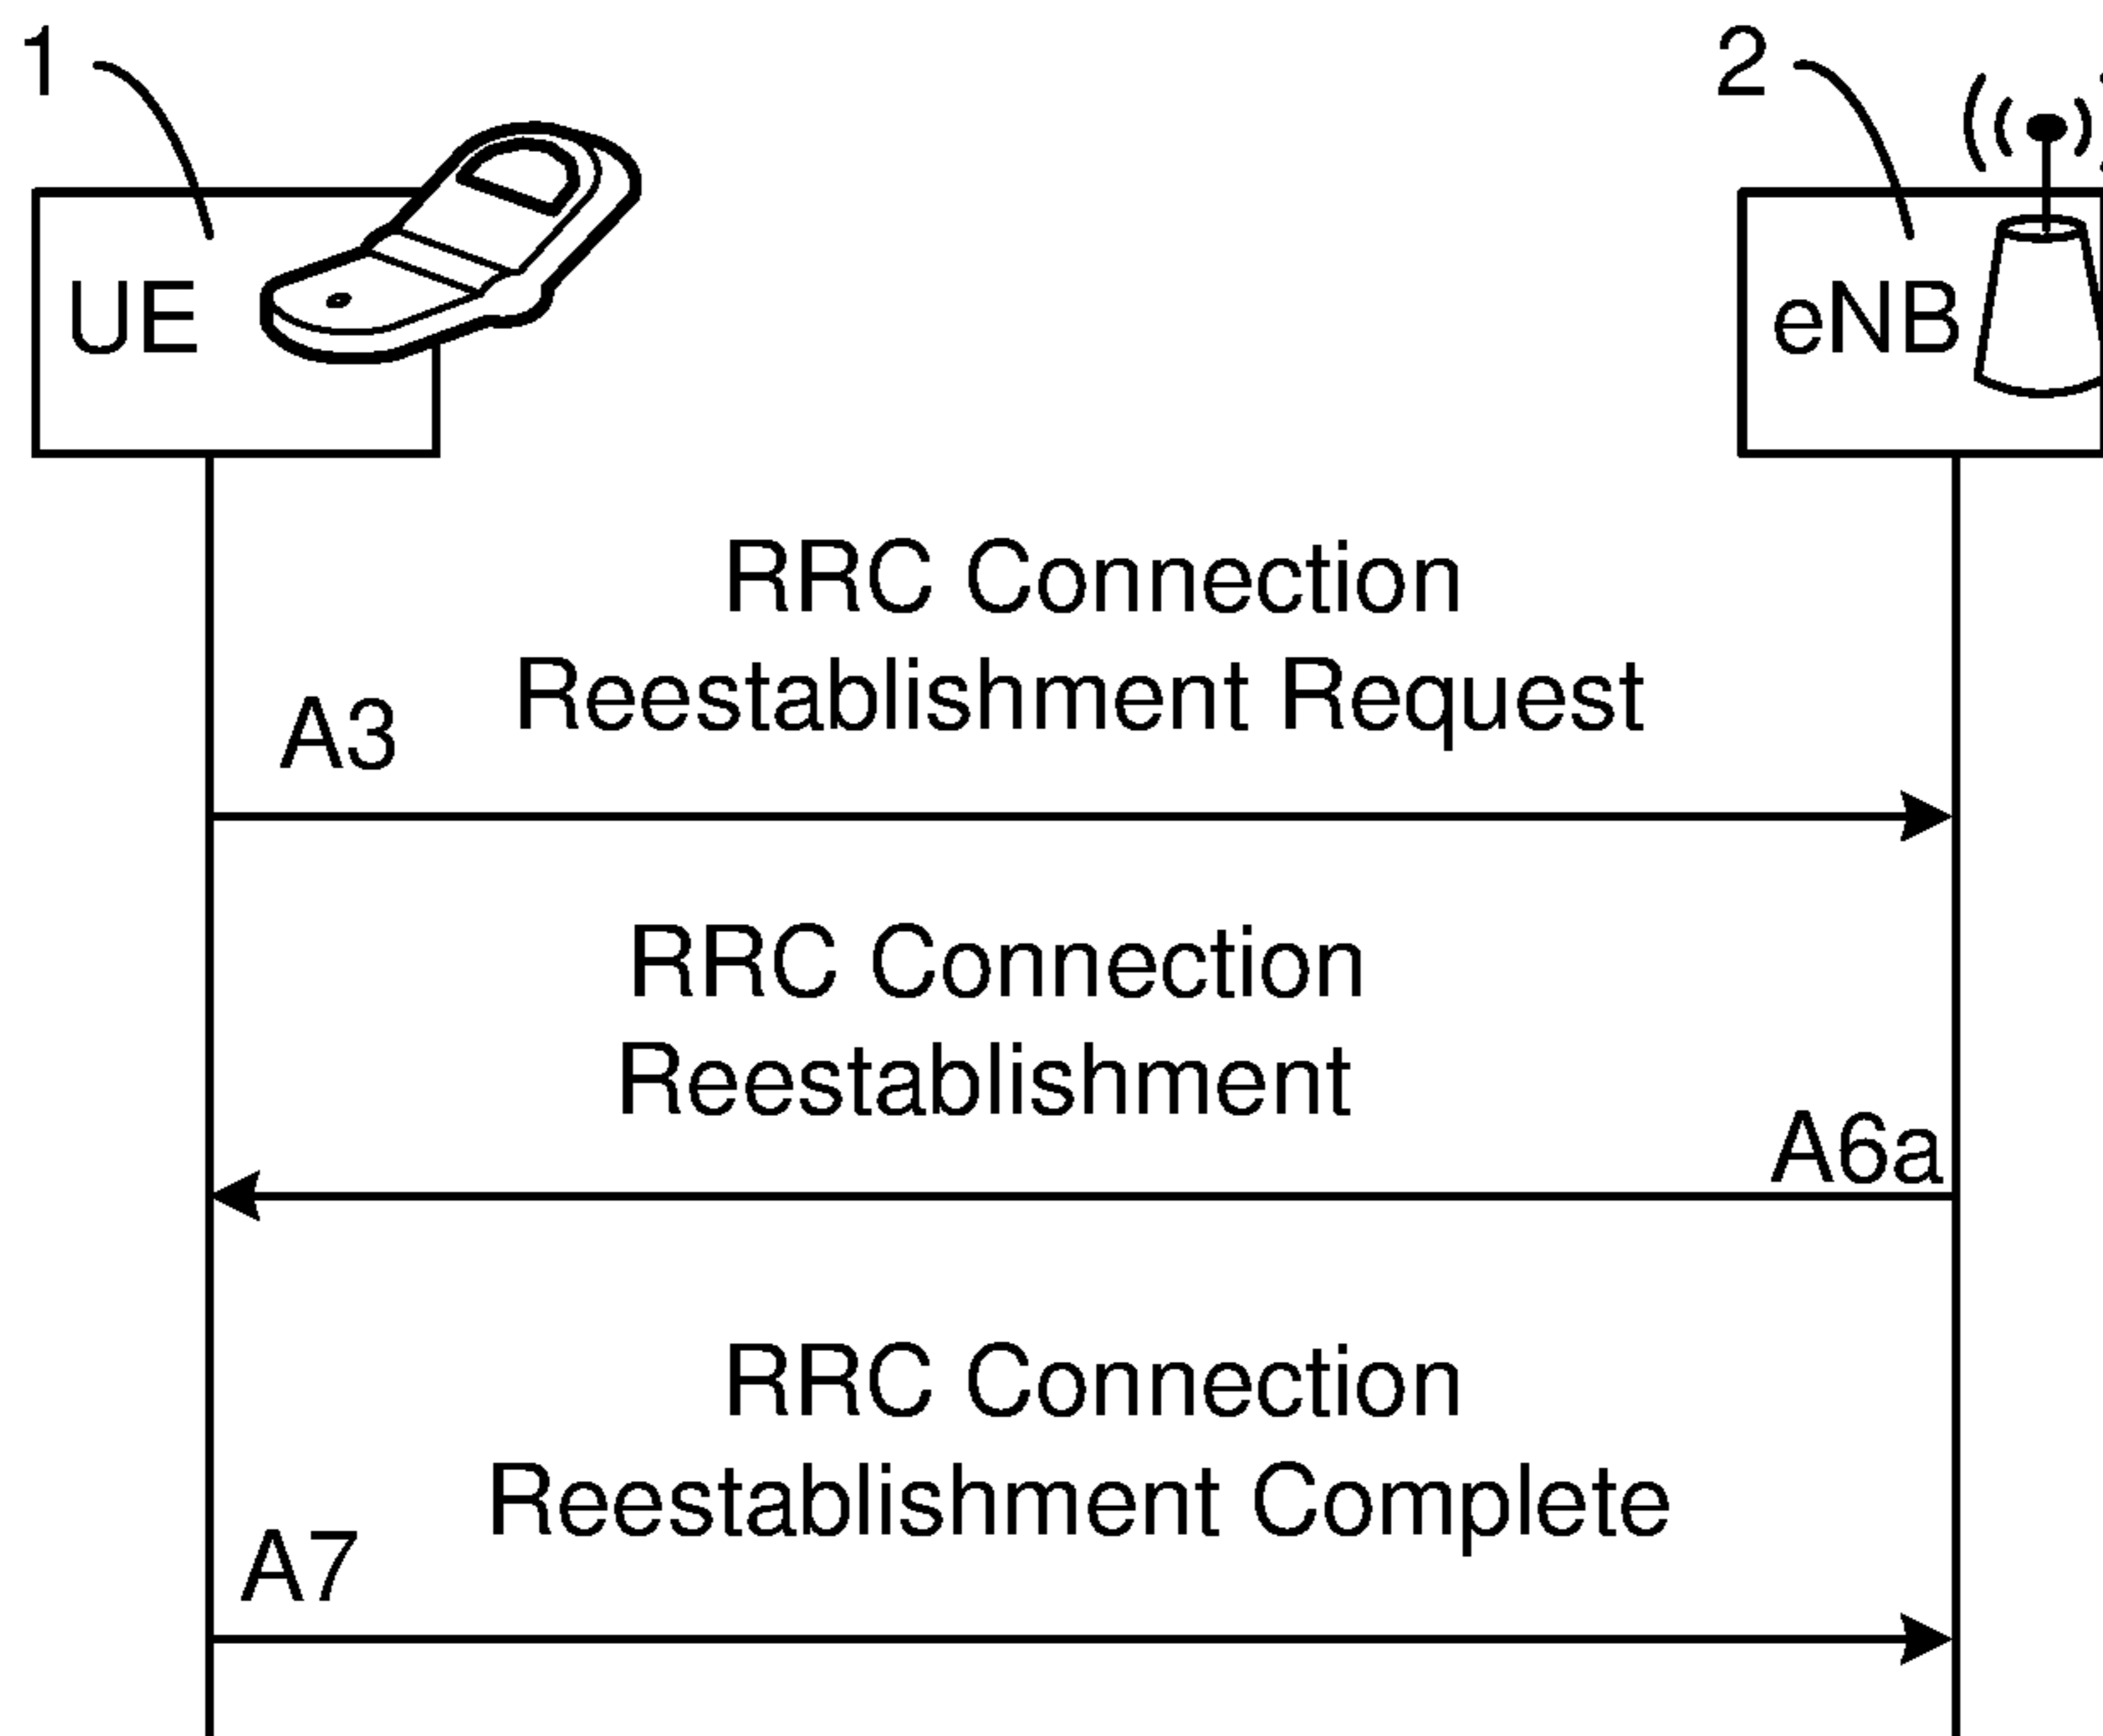 1
2
UE
eNB
RRC Connection
Reestablishment Request
A3
RRC Connection
Reestablishment
A6a
RRC Connection
Reestablishment Complete
A7